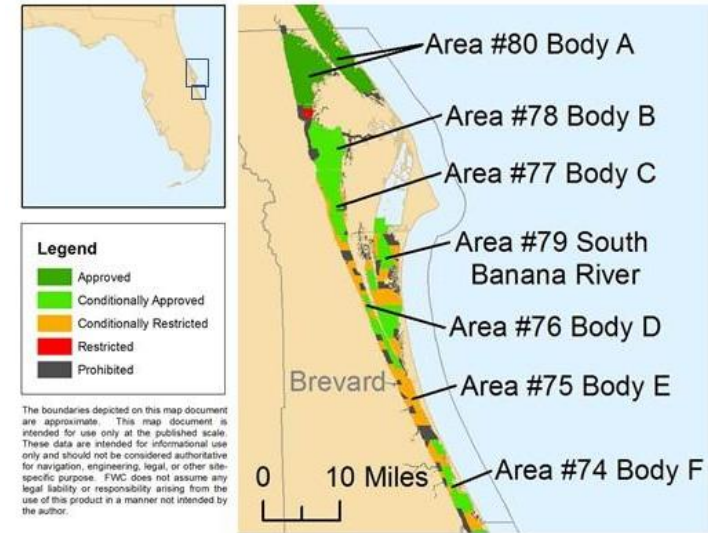 Area #80 Body A
Area #78 Body B
Area #77 Body C
Area #79 South
Banana River
Area #76 Body D
Brevard
Area #75 Body E
Area #74 Body F
0 10 Miles
Legend
Approved
Conditionally Approved
Conditionally Restricted
Restricted
Prohibited
The boundaries depicted on this map document
are approximate. This map document is
intended for use only at the published scale.
These data are intended for informational use
only and should not be considered authoritative
for navigation, engineering, legal, or other site-
specific purpose. FWC does not assume any
legal liability or responsibility arising from the
use of this product in a manner not intended by
the author.